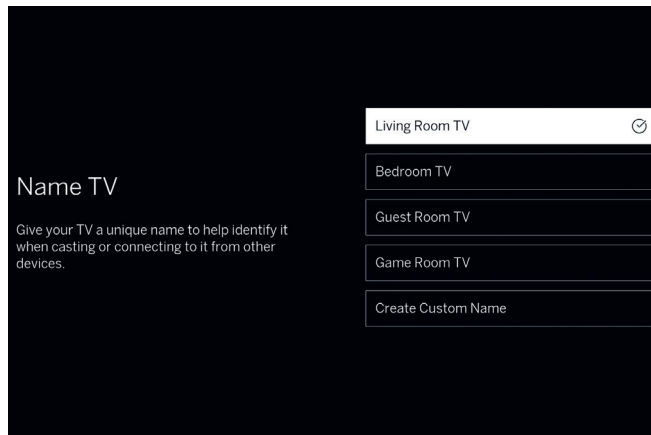 Name TV
Give your TV a unique name to help identify it
when casting or connecting to it from other
devices.
Living Room TV
Bedroom TV
Guest Room TV
Game Room TV
Create Custom Name